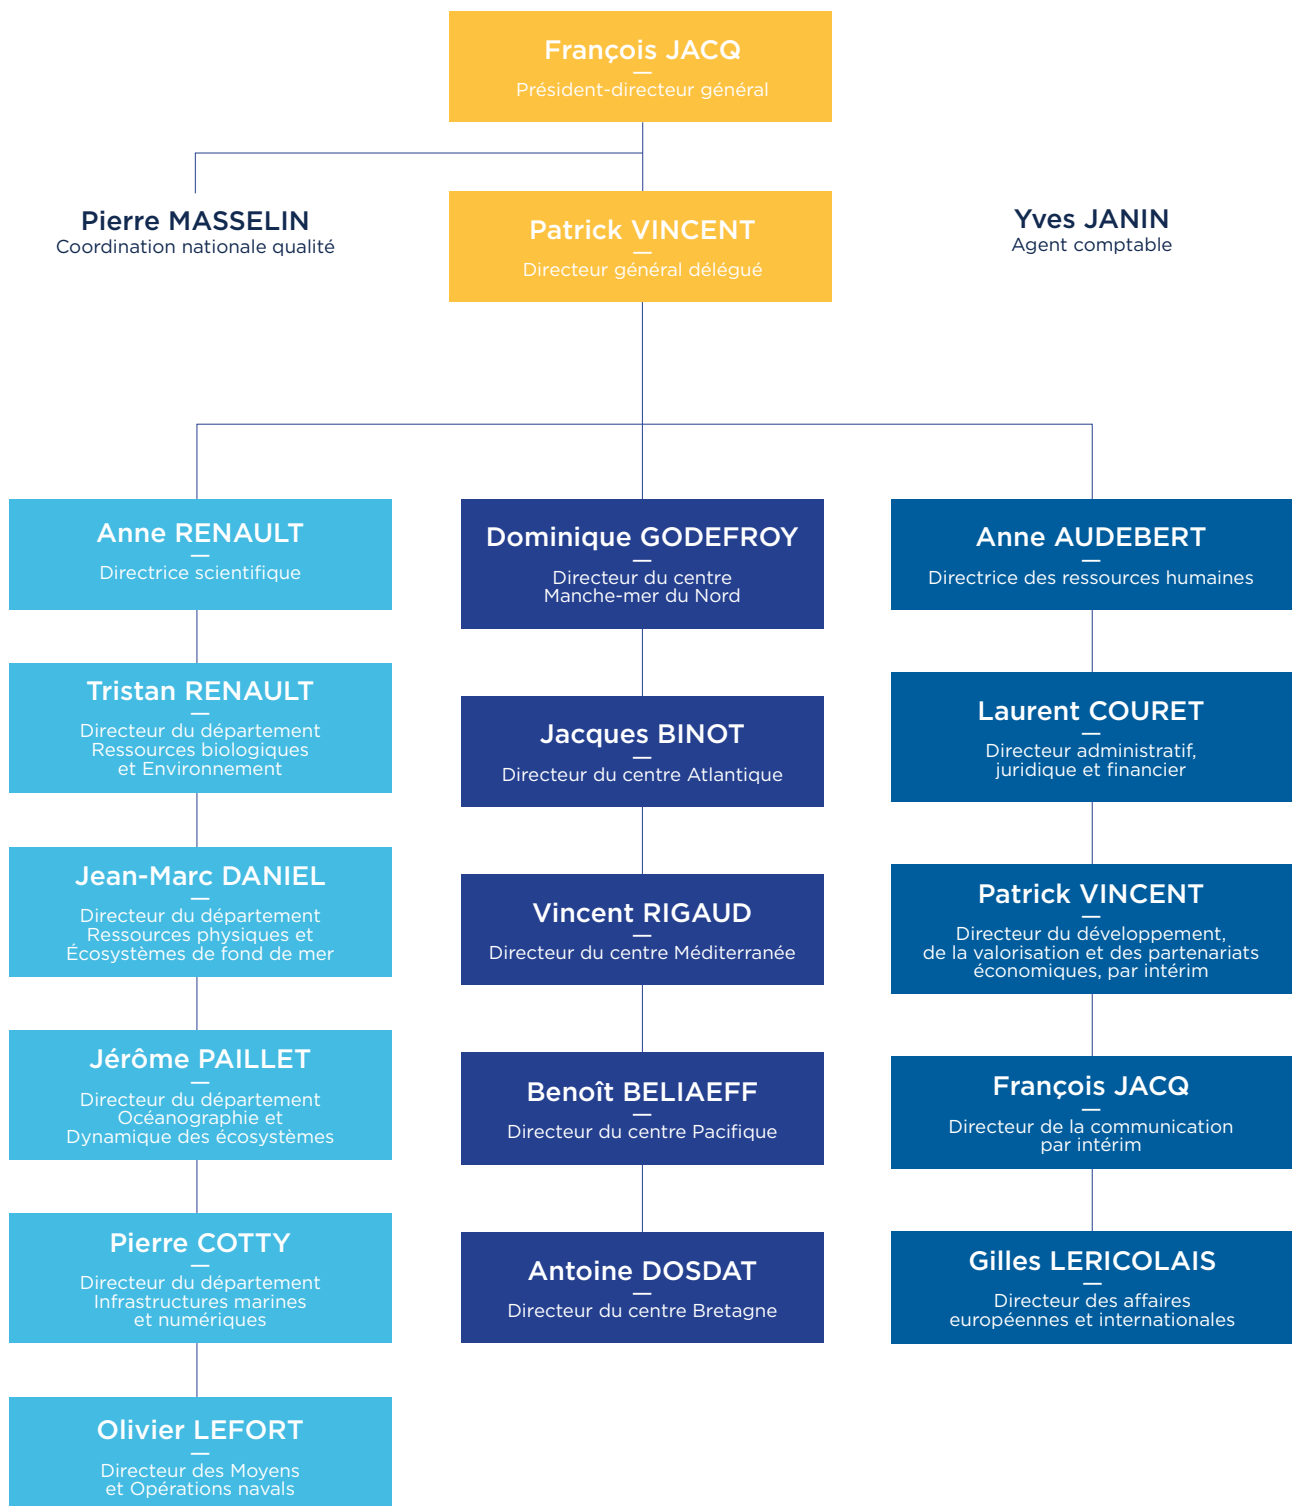 François JACQ
Président-directeur général
Pierre MASSELIN
Coordination nationale qualité
Patrick VINCENT
Directeur général délégué
Yves JANIN
Agent comptable
Anne RENAULT
Directrice scientifique
Tristan RENAULT
Directeur du département
Ressources biologiques
et Environnement
Jean-Marc DANIEL
Directeur du département
Ressources physiques et
Écosystèmes de fond de mer
Jérôme PAILLET
Directeur du département
Océanographie et
Dynamique des écosystèmes
Pierre COTTY
Directeur du département
Infrastructures marines
et numériques
Olivier LEFORT
Directeur des Moyens
et Opérations navals
Dominique GODEFROY
Directeur du centre
Manche-mer du Nord
Jacques BINOT
Directeur du centre Atlantique
Vincent RIGAUD
Directeur du centre Méditerranée
Benoît BELIAEFF
Directeur du centre Pacifique
Antoine DOSDAT
Directeur du centre Bretagne
Anne AUDEBERT
Directrice des ressources humaines
Laurent COURET
Directeur administratif,
juridique et financier
Patrick VINCENT
Directeur du développement,
de la valorisation et des partenariats
économiques, par intérim
François JACQ
Directeur de la communication
par intérim
Gilles LERICOLAIS
Directeur des affaires
européennes et internationales